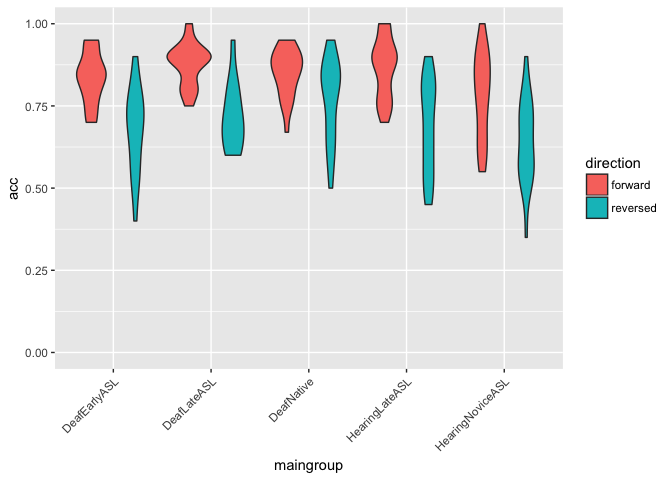 1.00
0.75
0.50
0.25
0.00
acc
DeafEarlyASL
DeafLateASL
DeafNative
HearingLateASL
HearingNoviceASL
maingroup
direction
forward
reversed